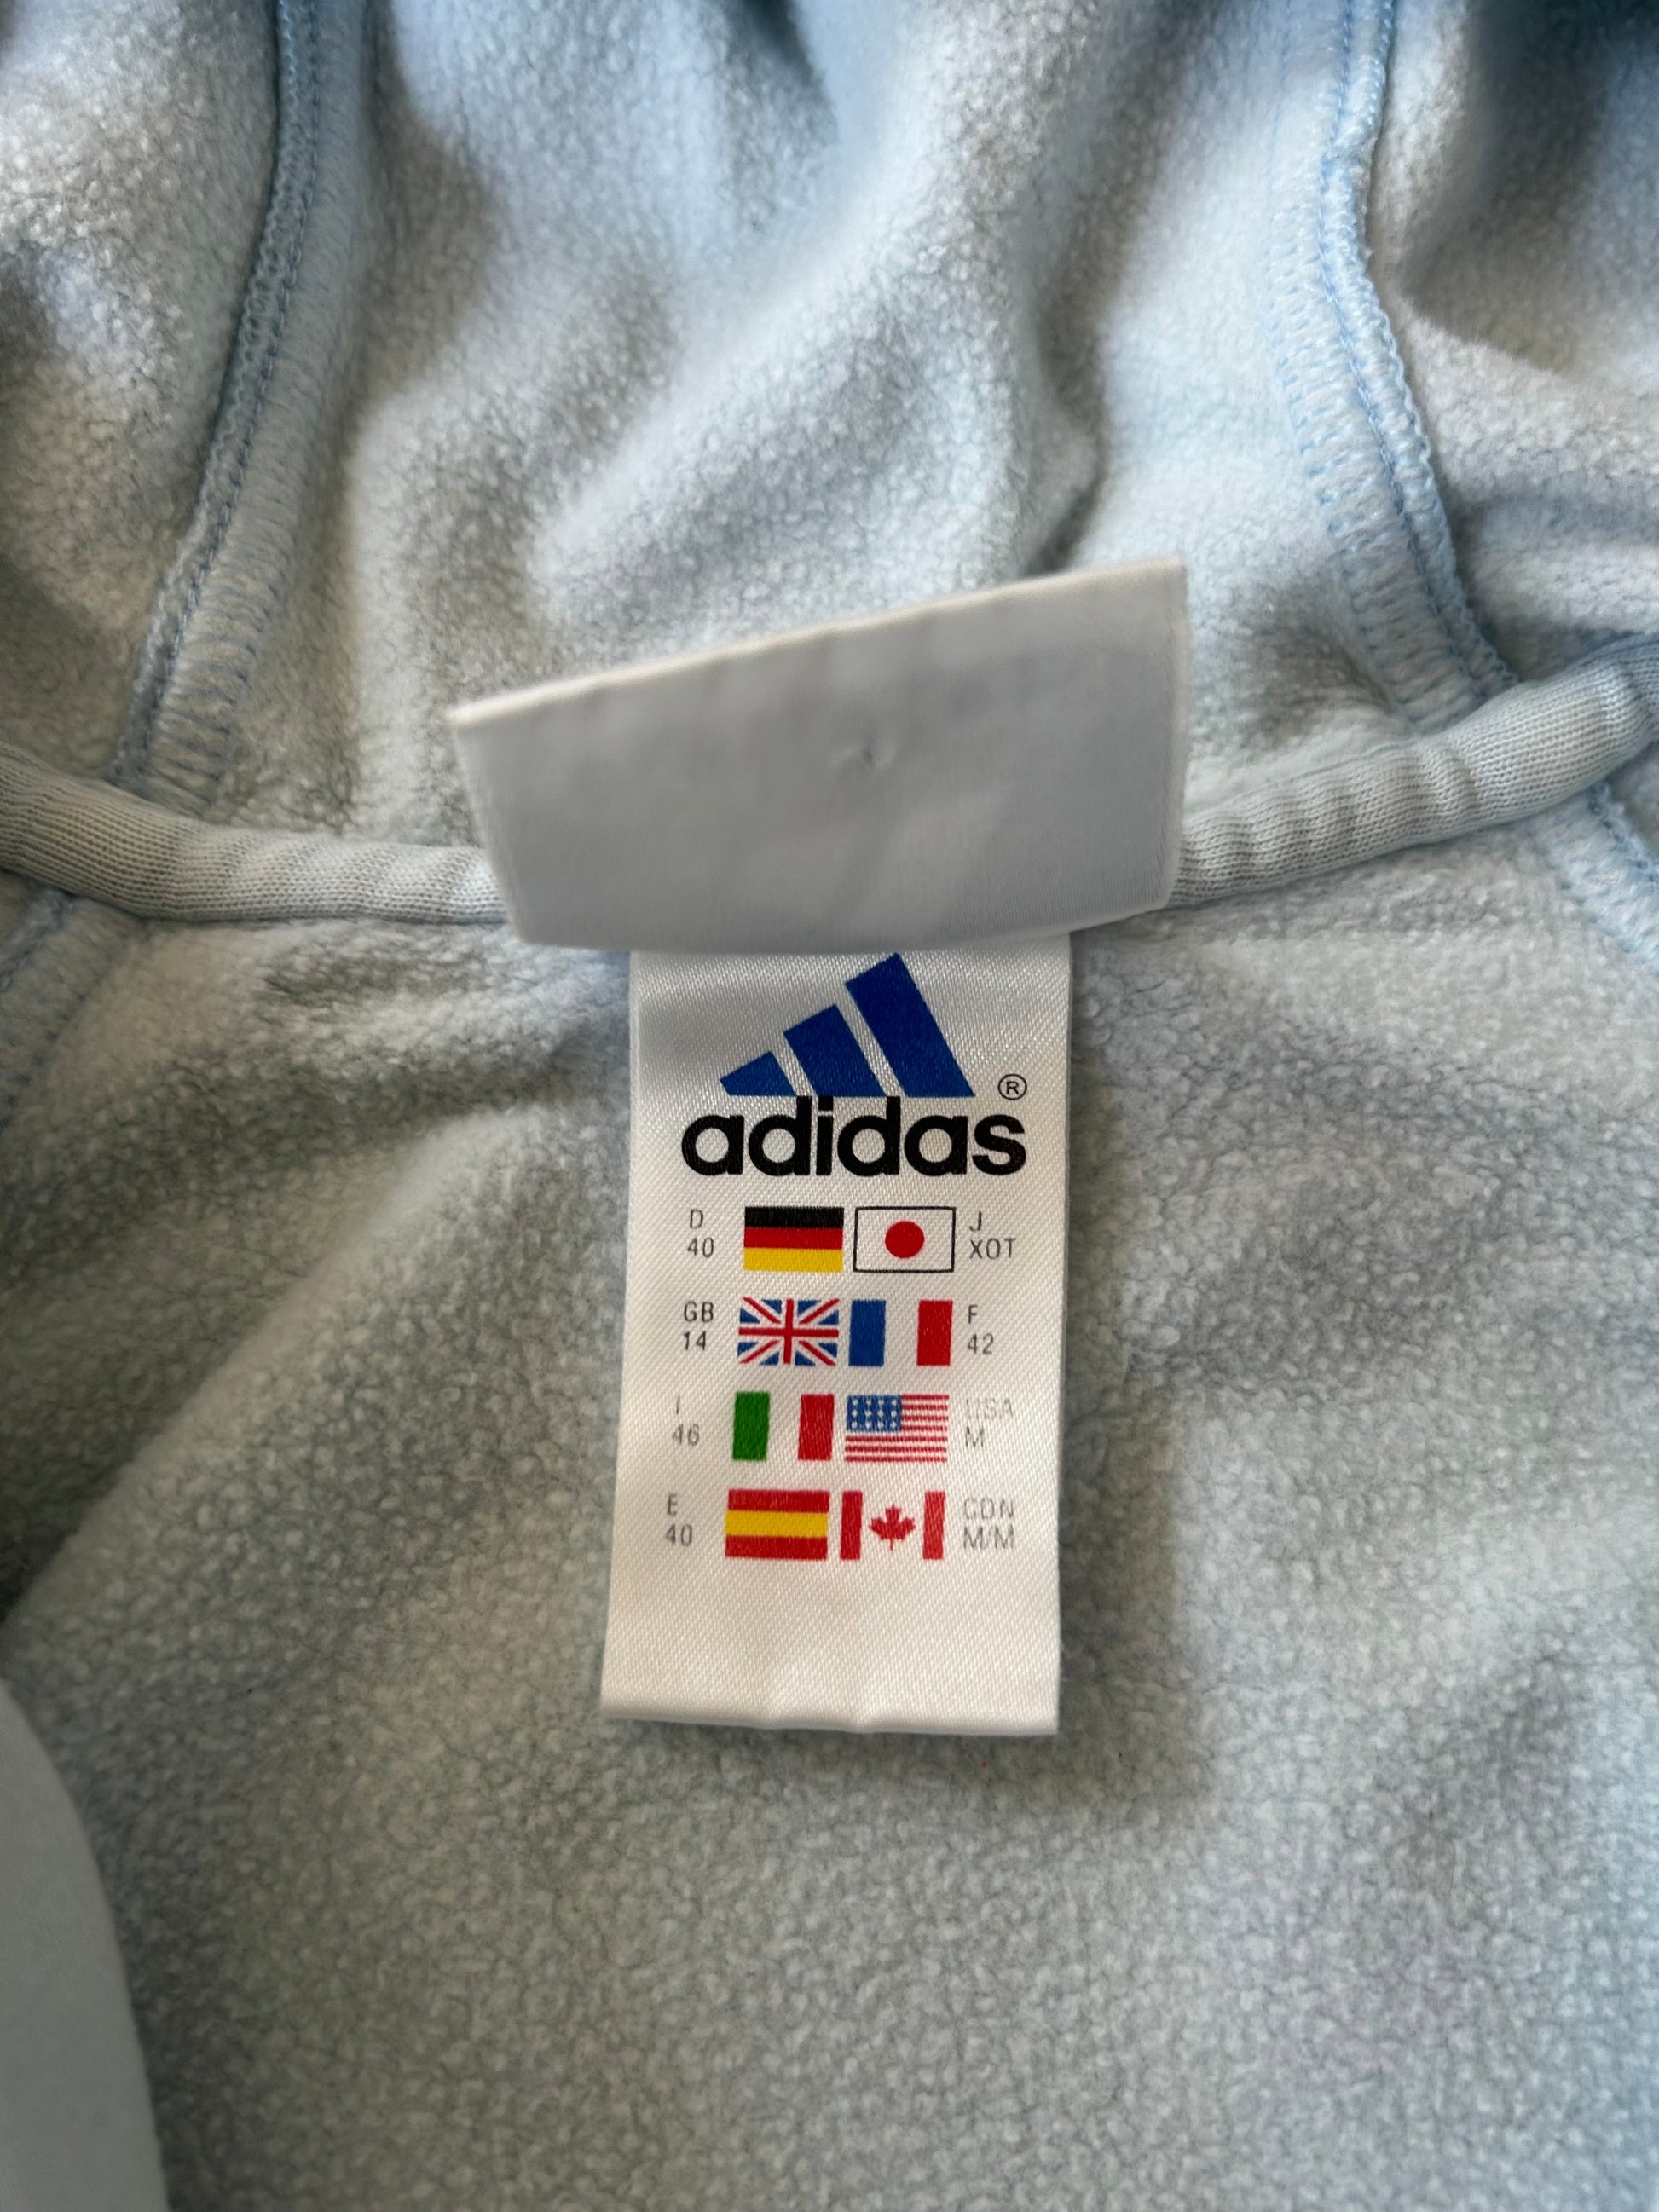 ®
adidas
D J
40 XOT
GB F
14 42
I USA
46 M
E CDN
40 M/M